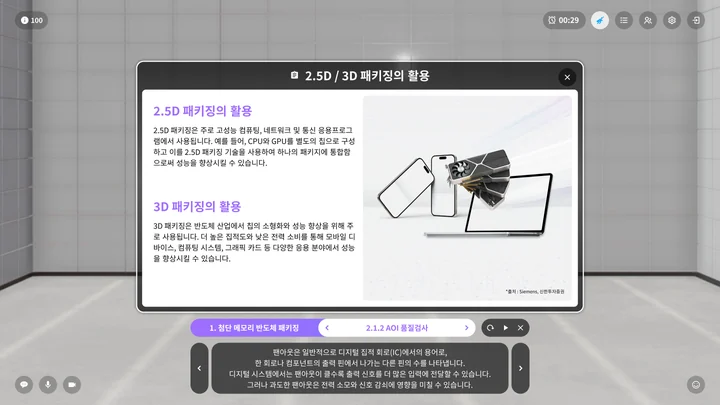 100
00:29
2.5D / 3D 패키징의 활용
2.5D 패키징의 활용
2.5D 패키징은 주로 고성능 컴퓨팅, 네트워크 및 통신 응용프로그
램에서 사용됩니다. 예를 들어, CPU와 GPU를 별도의 칩으로 구성
하고 이를 2.5D 패키징 기술을 사용하여 하나의 패키지에 통합함
으로써 성능을 향상시킬 수 있습니다.
3D 패키징의 활용
3D 패키징은 반도체 산업에서 칩의 소형화와 성능 향상을 위해 주
로 사용됩니다. 더 높은 집적도와 낮은 전력 소비를 통해 모바일 디
바이스, 컴퓨팅 시스템, 그래픽 카드 등 다양한 응용 분야에서 성능
을 향상시킬 수 있습니다.
*출처 : Siemens, 신한투자증권
1. 첨단 메모리 반도체 패키징
2.1.2 AOI 품질검사
팬아웃은 일반적으로 디지털 집적 회로(IC)에서의 용어로,
한 회로나 컴포넌트의 출력 핀에서 나가는 다른 핀의 수를 나타냅니다.
디지털 시스템에서는 팬아웃이 클수록 출력 신호를 더 많은 입력에 전달할 수 있습니다.
그러나 과도한 팬아웃은 전력 소모와 신호 감쇠에 영향을 미칠 수 있습니다.